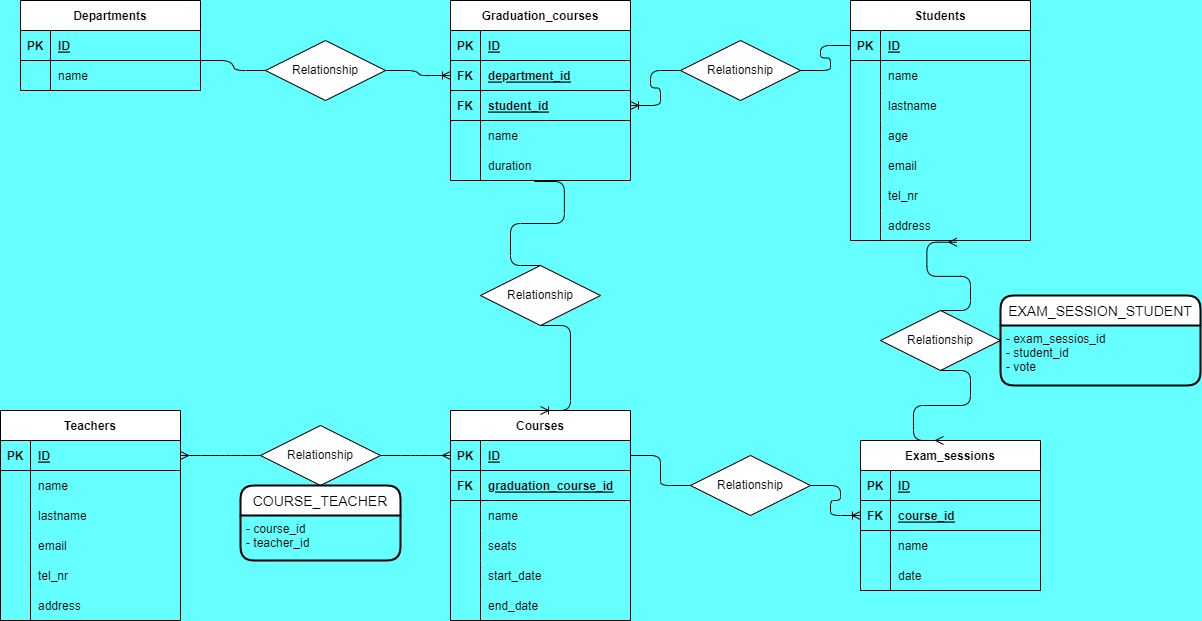 Departments
PK ID
name
Relationship
Graduation_courses
PK ID
FK department_id
FK student_id
name
duration
Relationship
Students
PK ID
name
lastname
age
email
tel_nr
address
Relationship
Relationship
EXAM_SESSION_STUDENT
- exam_sessios_id
- student_id
- vote
Teachers
PK ID
name
lastname
email
tel_nr
address
Relationship
COURSE_TEACHER
- course_id
- teacher_id
Courses
PK ID
FK graduation_course_id
name
seats
start_date
end_date
Relationship
Exam_sessions
PK ID
FK course_id
name
date